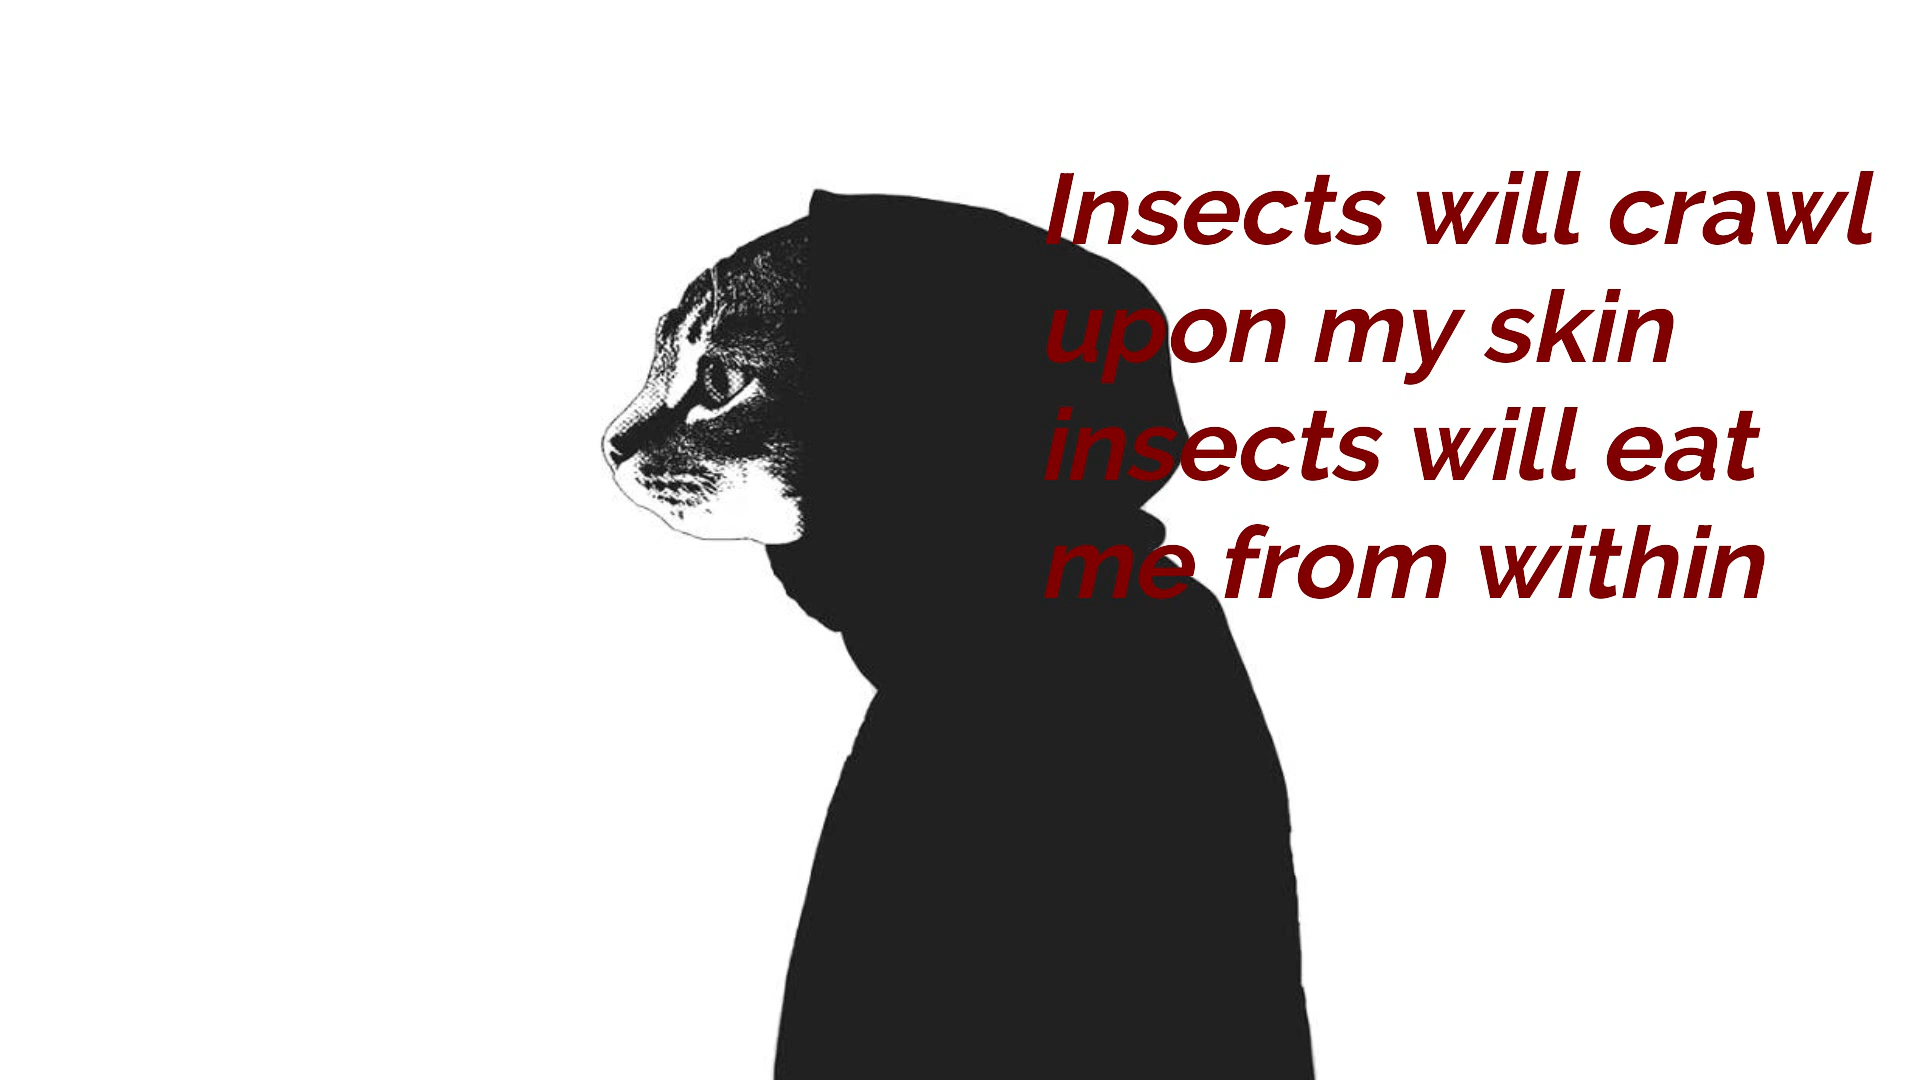 Insects will crawl
upon my skin
insects will eat
me from within